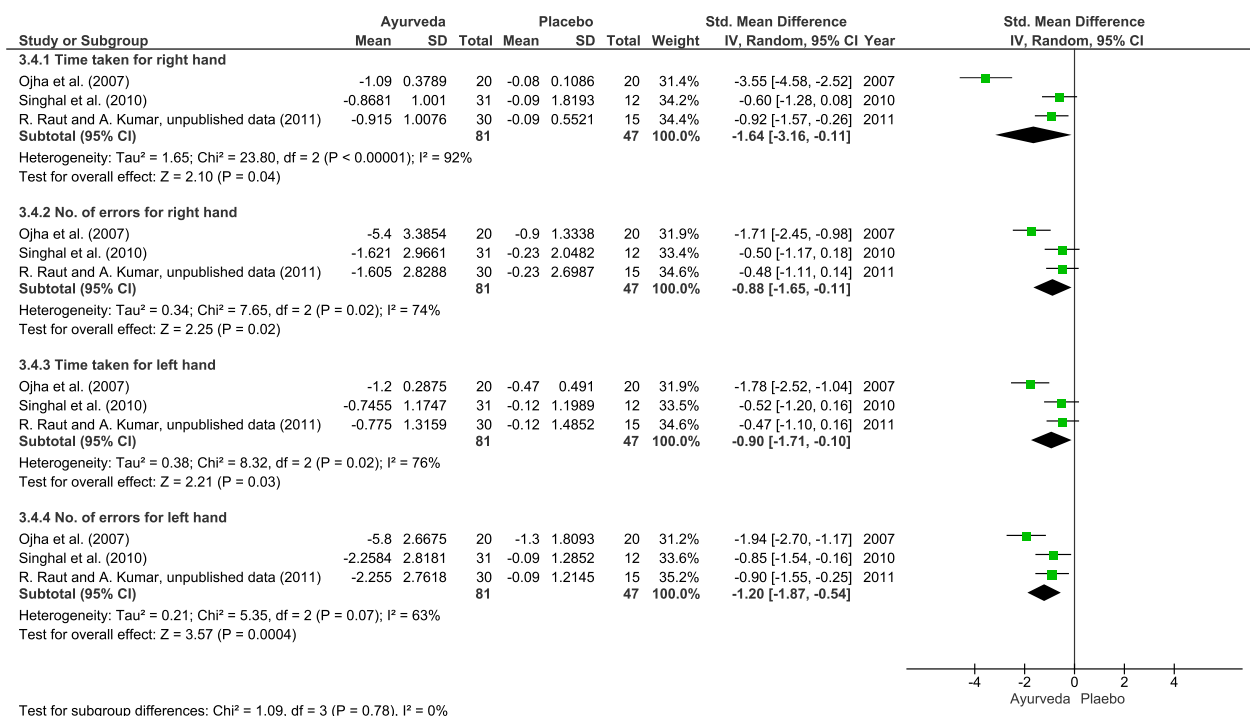 Ayurveda Placebo Std. Mean Difference Std. Mean Difference
Study or Subgroup Mean SD Total Mean SD Total Weight IV, Random, 95% CI Year IV, Random, 95% CI
3.4.1 Time taken for right hand
Ojha et al. (2007) -1.09 0.3789 20 -0.08 0.1086 20 31.4% -3.55 [-4.58, -2.52] 2007
Singhal et al. (2010) -0.8681 1.001 31 -0.09 1.8193 12 34.2% -0.60 [-1.28, 0.08] 2010
R. Raut and A. Kumar, unpublished data (2011) -0.915 1.0076 30 -0.09 0.5521 15 34.4% -0.92 [-1.57, -0.26] 2011
Subtotal (95% CI) 81 47 100.0% -1.64 [-3.16, -0.11]
Heterogeneity: Tau² = 1.65; Chi² = 23.80, df = 2 (P < 0.00001); I² = 92%
Test for overall effect: Z = 2.10 (P = 0.04)
3.4.2 No. of errors for right hand
Ojha et al. (2007) -5.4 3.3854 20 -0.9 1.3338 20 31.9% -1.71 [-2.45, -0.98] 2007
Singhal et al. (2010) -1.621 2.9661 31 -0.23 2.0482 12 33.4% -0.50 [-1.17, 0.18] 2010
R. Raut and A. Kumar, unpublished data (2011) -1.605 2.8288 30 -0.23 2.6987 15 34.6% -0.48 [-1.11, 0.14] 2011
Subtotal (95% CI) 81 47 100.0% -0.88 [-1.65, -0.11]
Heterogeneity: Tau² = 0.34; Chi² = 7.65, df = 2 (P = 0.02); I² = 74%
Test for overall effect: Z = 2.25 (P = 0.02)
3.4.3 Time taken for left hand
Ojha et al. (2007) -1.2 0.2875 20 -0.47 0.491 20 31.9% -1.78 [-2.52, -1.04] 2007
Singhal et al. (2010) -0.7455 1.1747 31 -0.12 1.1989 12 33.5% -0.52 [-1.20, 0.16] 2010
R. Raut and A. Kumar, unpublished data (2011) -0.775 1.3159 30 -0.12 1.4852 15 34.6% -0.47 [-1.10, 0.16] 2011
Subtotal (95% CI) 81 47 100.0% -0.90 [-1.71, -0.10]
Heterogeneity: Tau² = 0.38; Chi² = 8.32, df = 2 (P = 0.02); I² = 76%
Test for overall effect: Z = 2.21 (P = 0.03)
3.4.4 No. of errors for left hand
Ojha et al. (2007) -5.8 2.6675 20 -1.3 1.8093 20 31.2% -1.94 [-2.70, -1.17] 2007
Singhal et al. (2010) -2.2584 2.8181 31 -0.09 1.2852 12 33.6% -0.85 [-1.54, -0.16] 2010
R. Raut and A. Kumar, unpublished data (2011) -2.255 2.7618 30 -0.09 1.2145 15 35.2% -0.90 [-1.55, -0.25] 2011
Subtotal (95% CI) 81 47 100.0% -1.20 [-1.87, -0.54]
Heterogeneity: Tau² = 0.21; Chi² = 5.35, df = 2 (P = 0.07); I² = 63%
Test for overall effect: Z = 3.57 (P = 0.0004)
-4 -2 0 2 4
Ayurveda Placebo
Test for subgroup differences: Chi² = 1.09, df = 3 (P = 0.78), I² = 0%